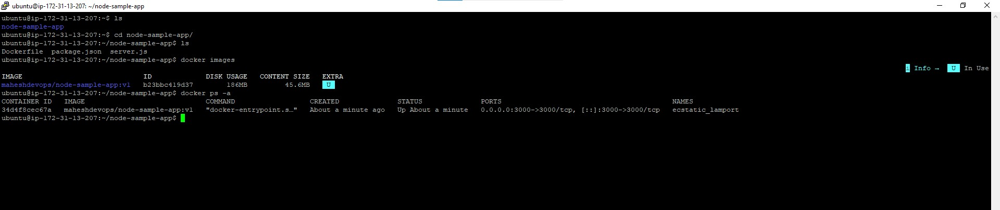 ubuntu@ip-172-31-13-207: ~/node-sample-app
ubuntu@ip-172-31-13-207:~$ ls
node-sample-app
ubuntu@ip-172-31-13-207:~$ cd node-sample-app/
ubuntu@ip-172-31-13-207:~/node-sample-app$ ls
Dockerfile  package.json  server.js
ubuntu@ip-172-31-13-207:~/node-sample-app$ docker images
i Info →   U  In Use
IMAGE                             ID             DISK USAGE   CONTENT SIZE   EXTRA
maheshdevops/node-sample-app:v1   b23bbc419d37        186MB         45.6MB    U
ubuntu@ip-172-31-13-207:~/node-sample-app$ docker ps -a
CONTAINER ID   IMAGE                             COMMAND                  CREATED              STATUS              PORTS                                         NAMES
34d4f8cec67a   maheshdevops/node-sample-app:v1   "docker-entrypoint.s…"   About a minute ago   Up About a minute   0.0.0.0:3000->3000/tcp, [::]:3000->3000/tcp   ecstatic_lamport
ubuntu@ip-172-31-13-207:~/node-sample-app$